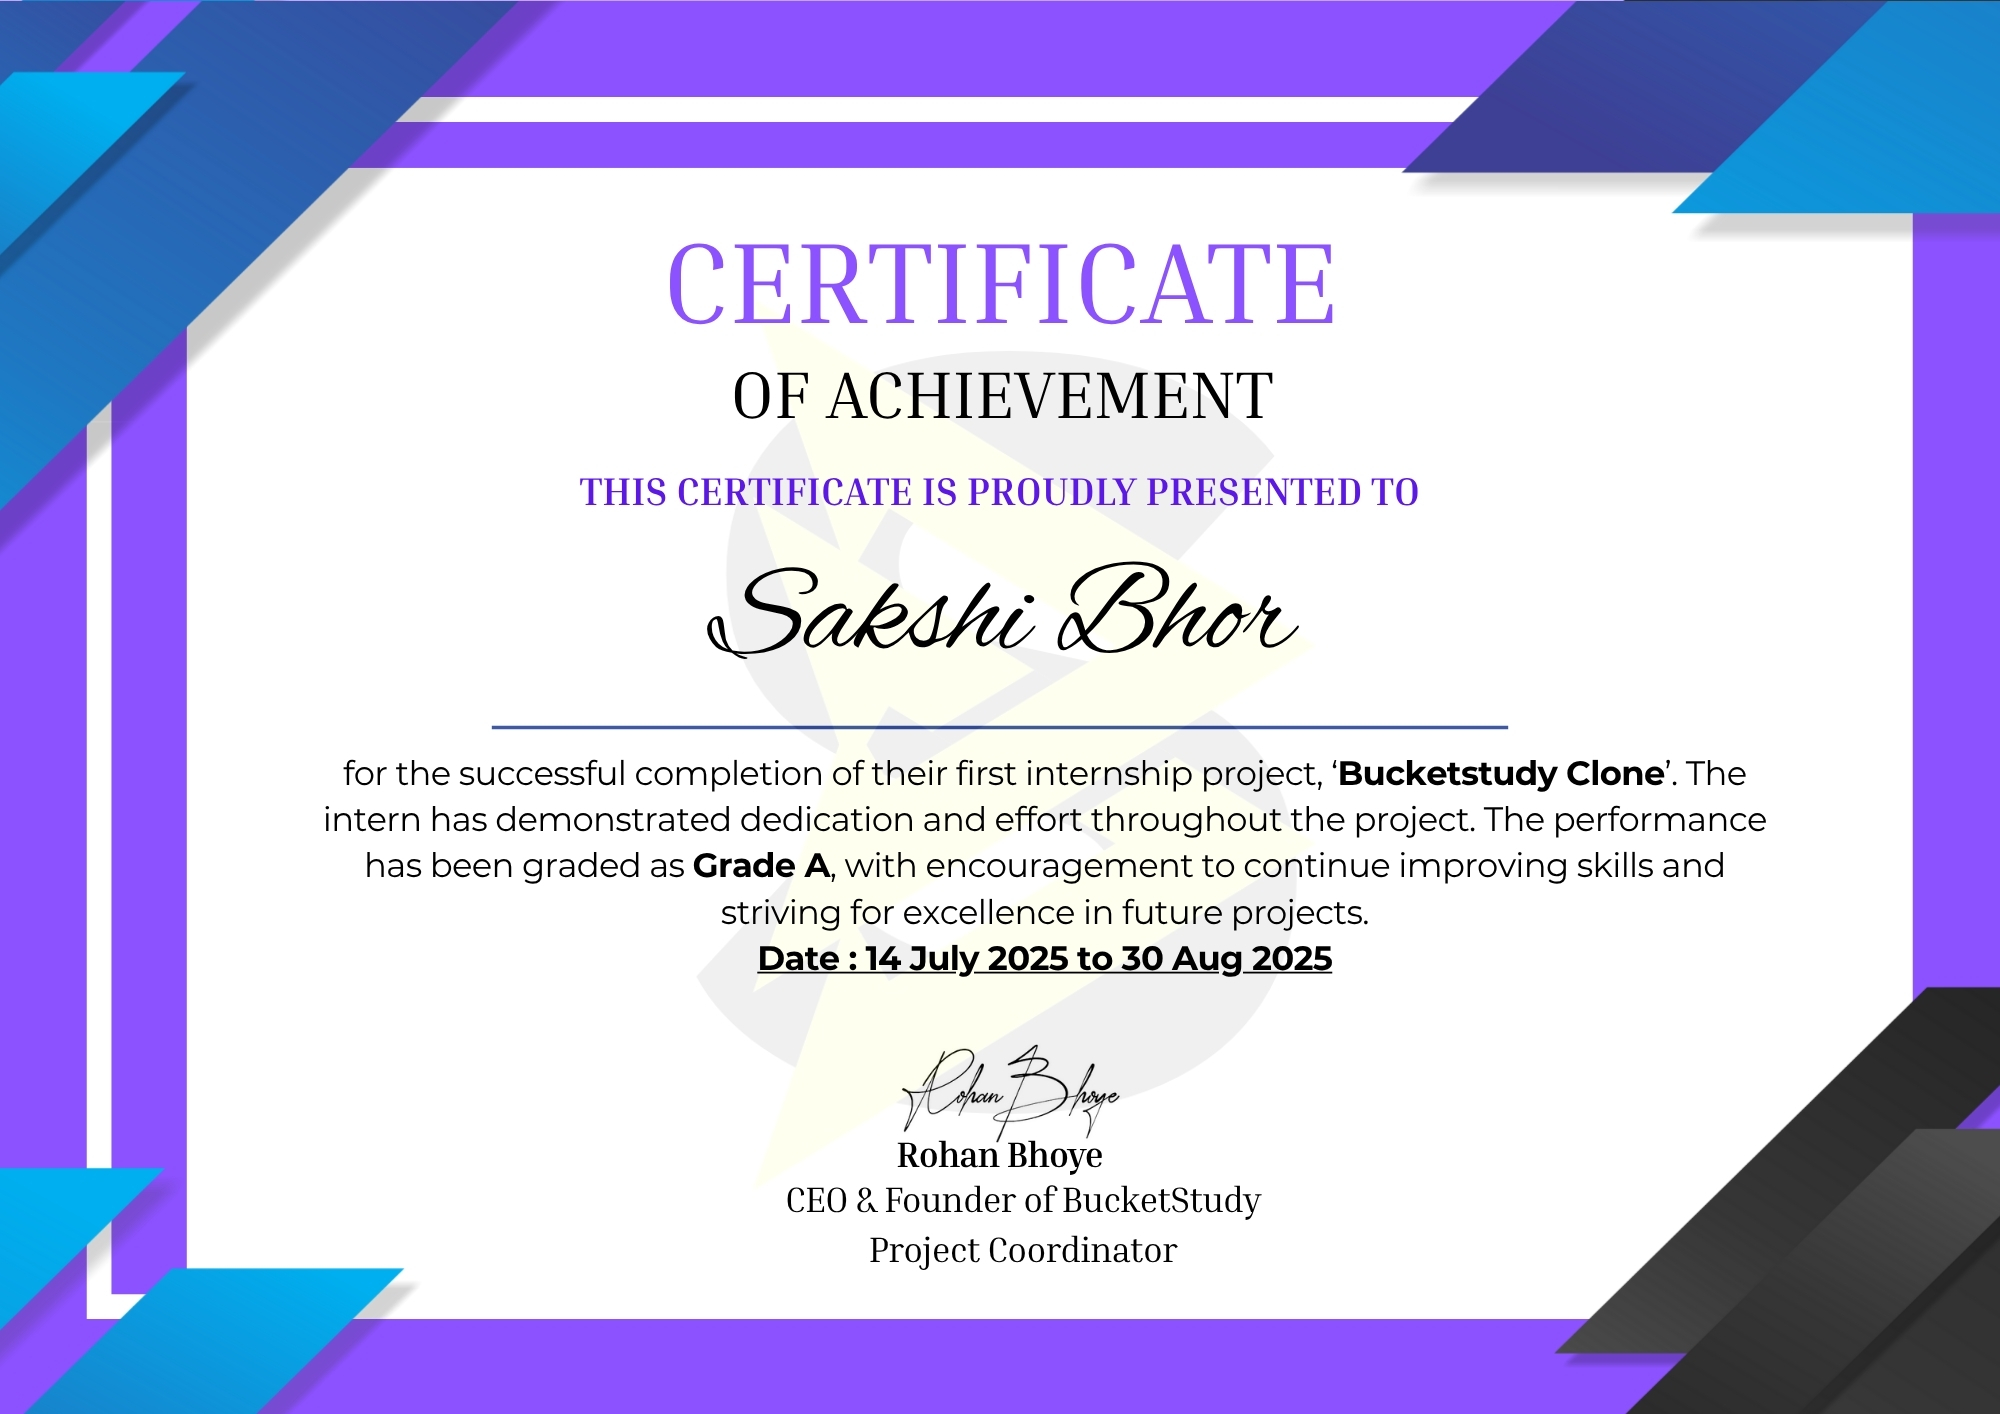 CERTIFICATE
OF ACHIEVEMENT
THIS CERTIFICATE IS PROUDLY PRESENTED TO
Sakshi Bhor
for the successful completion of their first internship project, ‘Bucketstudy Clone’. The
intern has demonstrated dedication and effort throughout the project. The performance
has been graded as Grade A, with encouragement to continue improving skills and
striving for excellence in future projects.
Date : 14 July 2025 to 30 Aug 2025
Rohan Bhoye
Rohan Bhoye
CEO & Founder of BucketStudy
Project Coordinator